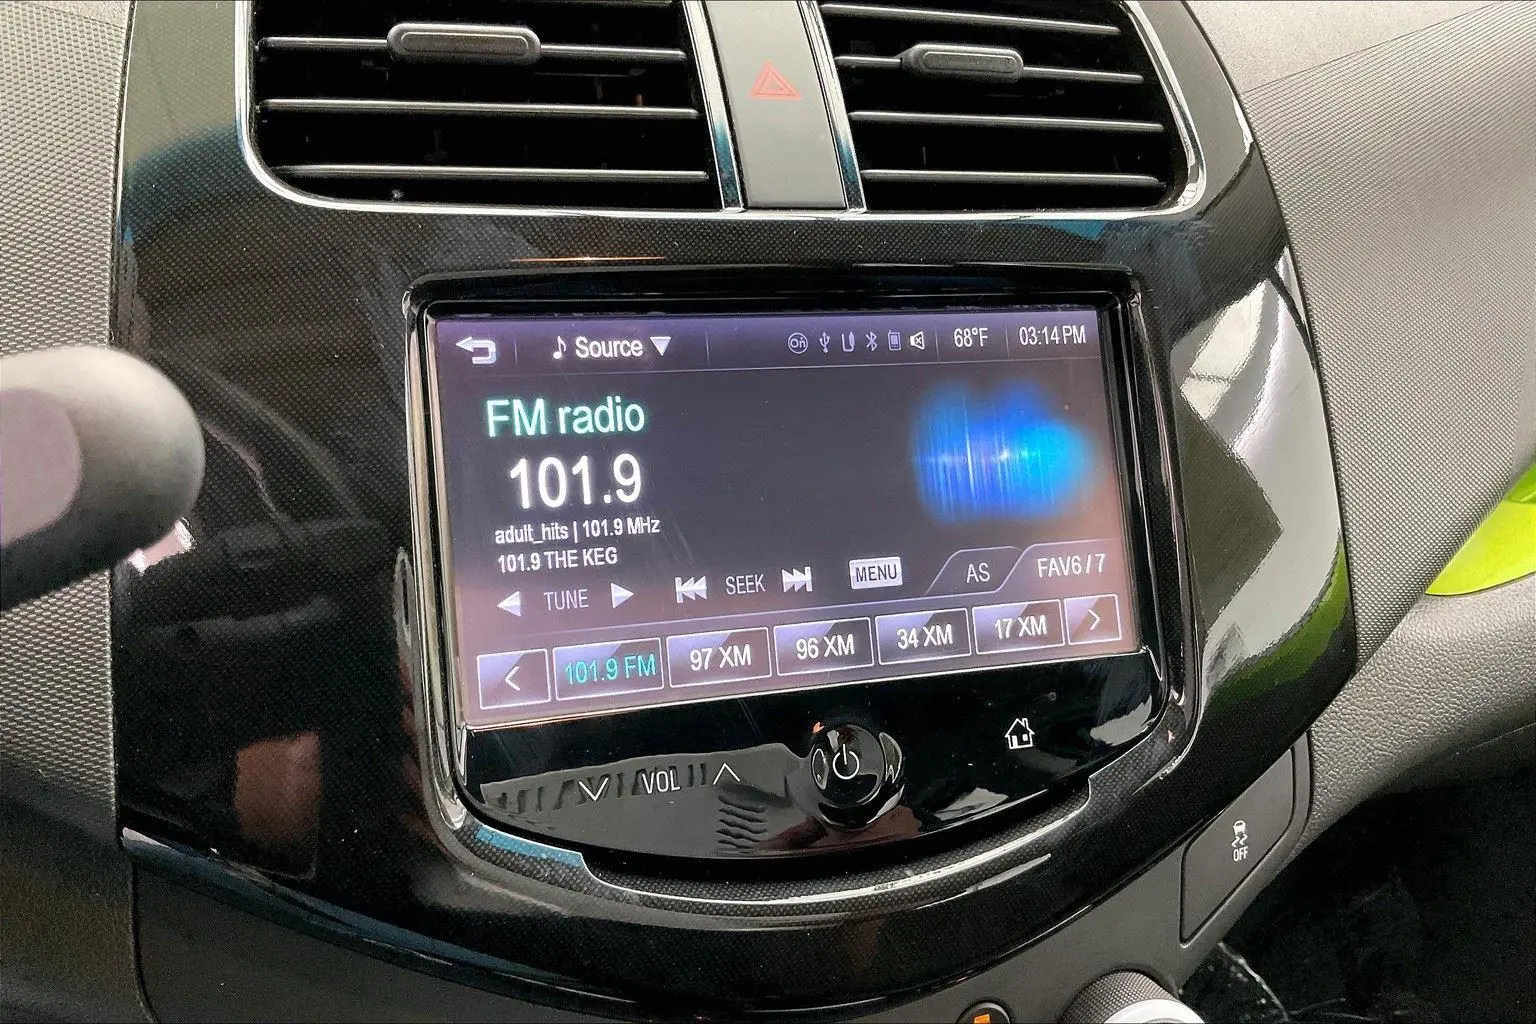 Source
68°F
03:14 PM
FM radio
101.9
adult_hits | 101.9 MHz
101.9 THE KEG
TUNE
SEEK
MENU
AS
FAV6 / 7
101.9 FM
97 XM
96 XM
34 XM
17 XM
VOL
OFF